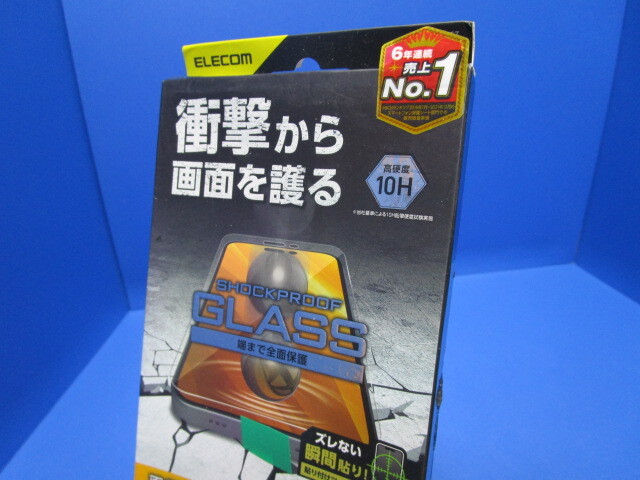 ELECOM
6年連続
売上
No.1
衝撃から
画面を護る
高硬度
10H
SHOCKPROOF
GLASS
端まで全面保護
ズレない
瞬間貼り!